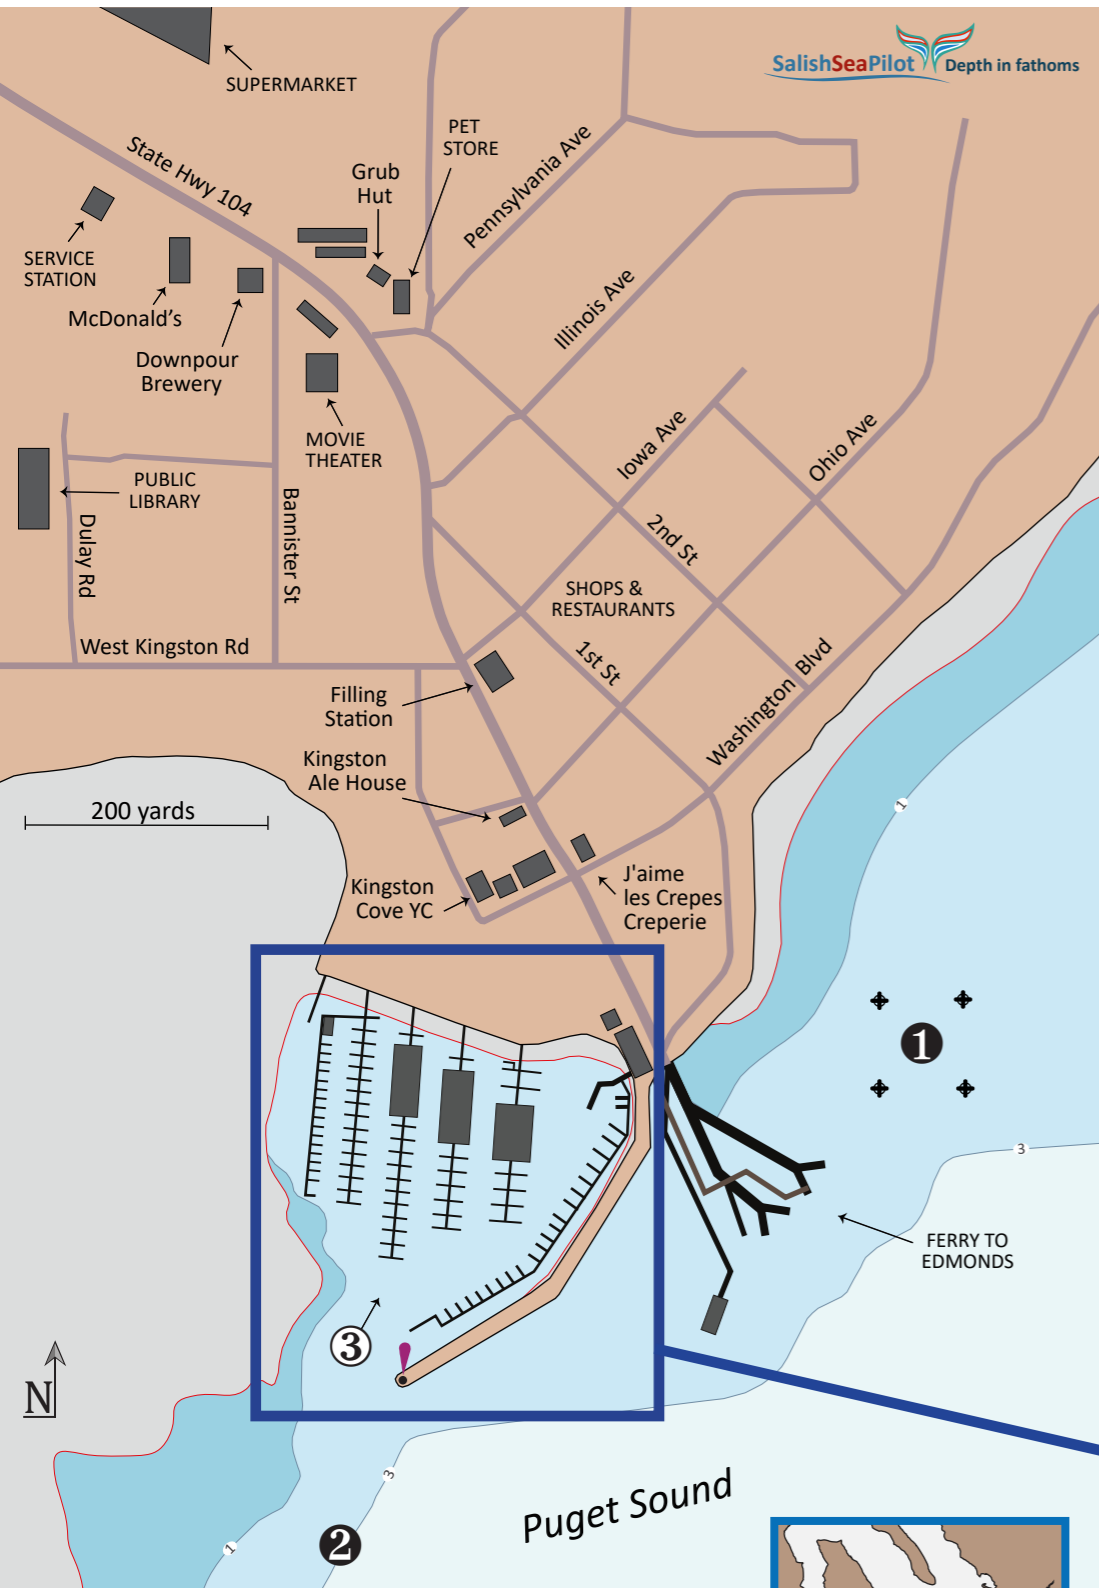 SUPERMARKET
SalishSeaPilot Depth in fathoms
PET
STORE
State Hwy 104
Grub
Hut
Pennsylvania Ave
SERVICE
STATION
McDonald's
Downpour
Brewery
Illinois Ave
MOVIE
THEATER
Iowa Ave
Ohio Ave
PUBLIC
LIBRARY
Dulay Rd
Bannister St
2nd St
SHOPS &
RESTAURANTS
West Kingston Rd
1st St
Washington Blvd
Filling
Station
Kingston
Ale House
200 yards
1
Kingston
Cove YC
J'aime
les Crepes
Creperie
1
3
FERRY TO
EDMONDS
3
N
3
Puget Sound
1
2